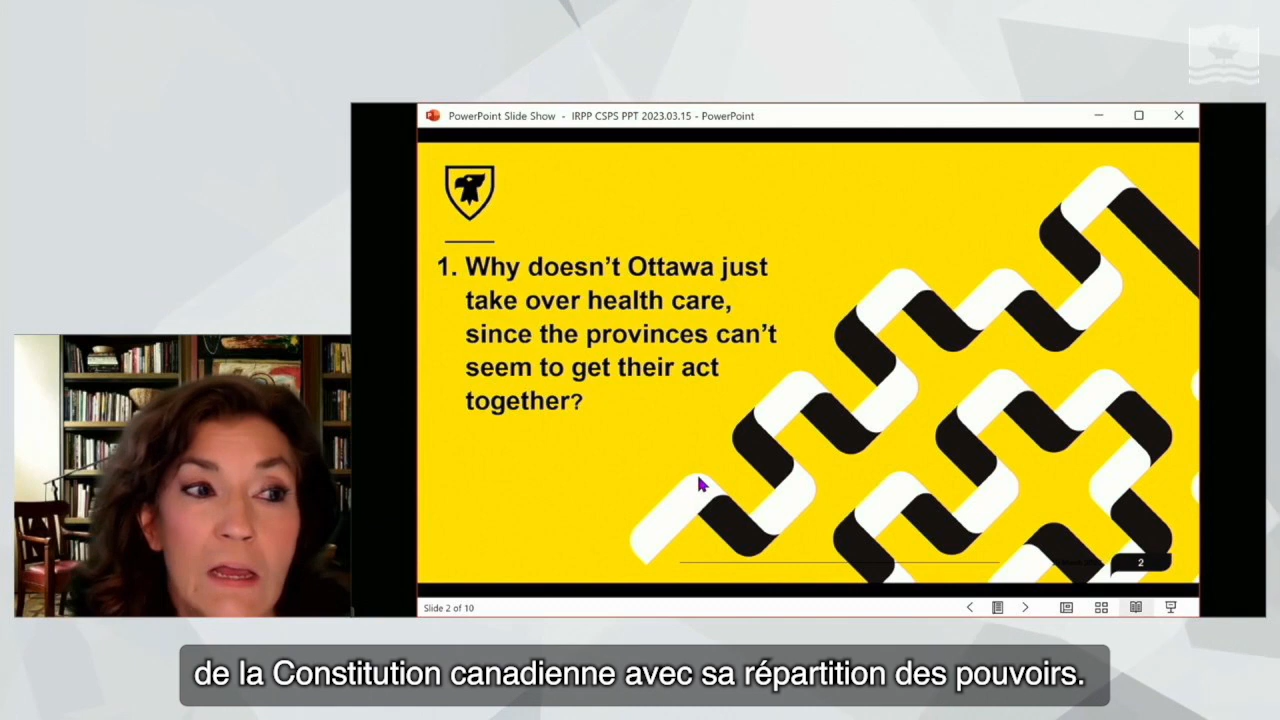 PowerPoint Slide Show - IRPP CSPS PPT 2023.03.15 - PowerPoint
1. Why doesn't Ottawa just
take over health care,
since the provinces can't
seem to get their act
together?
2
Slide 2 of 10
de la Constitution canadienne avec sa répartition des pouvoirs.